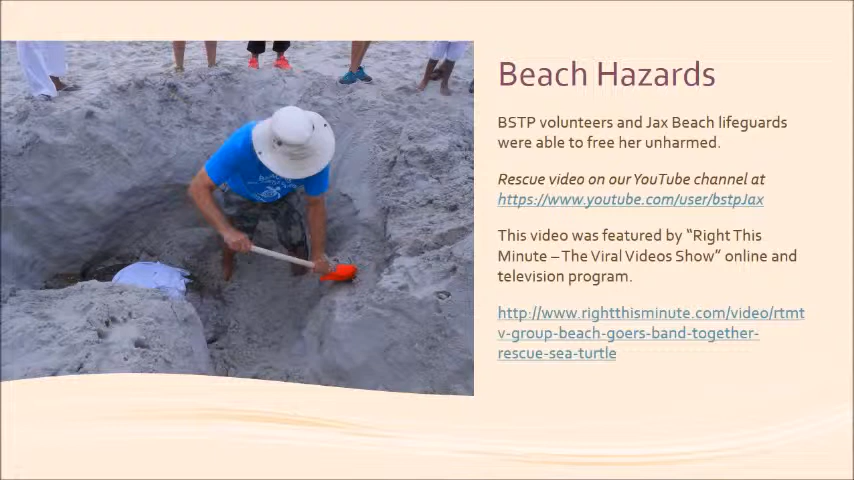 Beach Hazards
BSTP volunteers and Jax Beach lifeguards
were able to free her unharmed.
Rescue video on our YouTube channel at
https://www.youtube.com/user/bstpJax
This video was featured by “Right This
Minute – The Viral Videos Show” online and
television program.
http://www.rightthisminute.com/video/rtmt
v-group-beach-goers-band-together-
rescue-sea-turtle